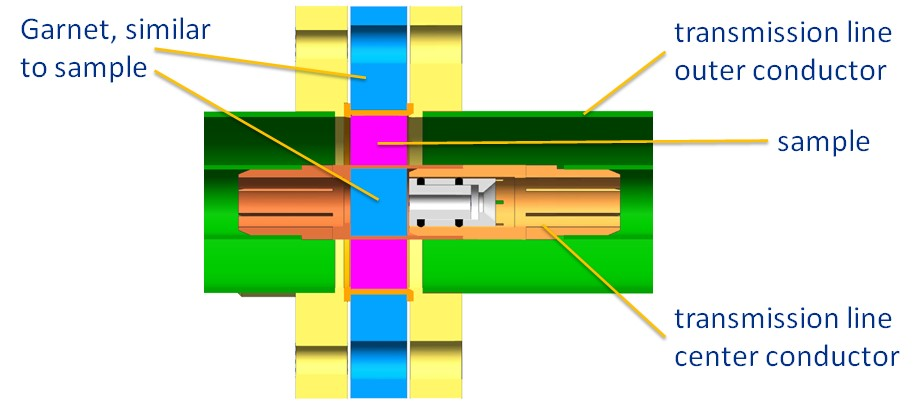 Garnet, similar
to sample
transmission line
outer conductor
sample
transmission line
center conductor